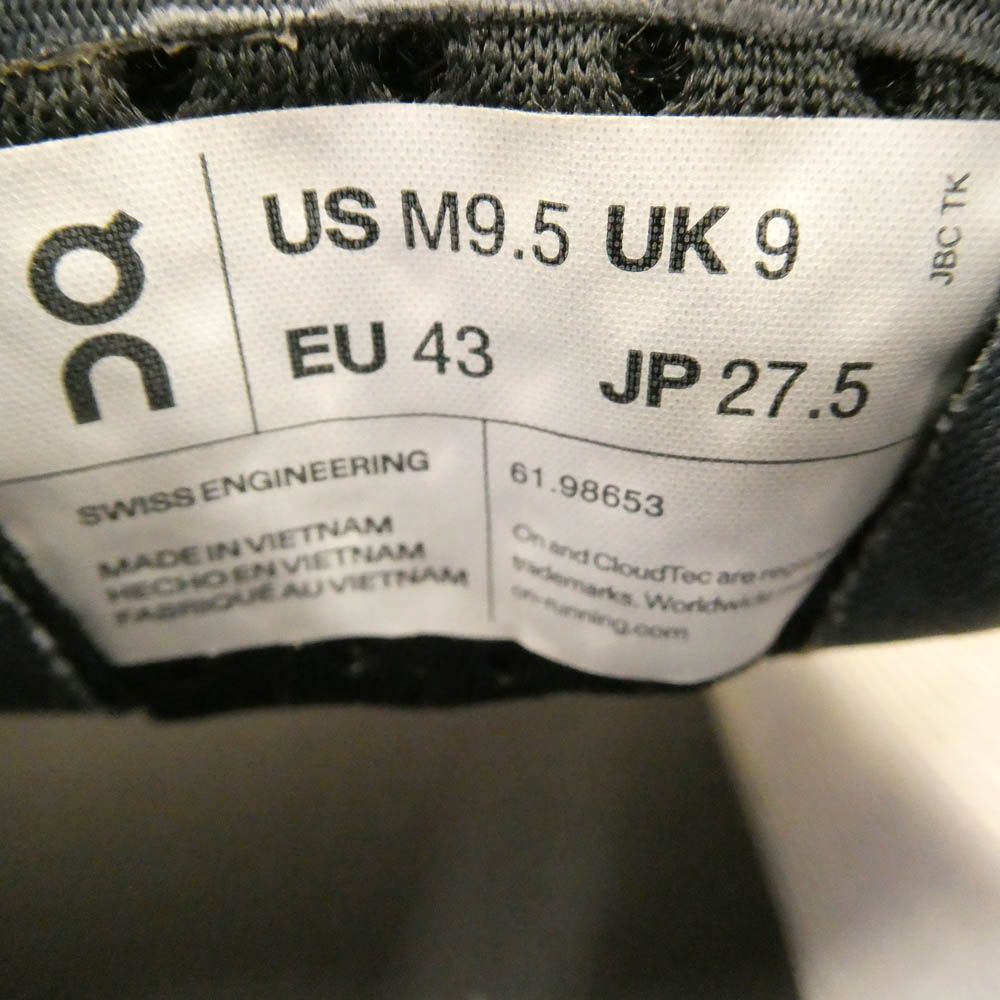 On
US M9.5 UK 9
EU 43 JP 27.5
JBC TK
SWISS ENGINEERING
MADE IN VIETNAM
HECHO EN VIETNAM
FABRIQUÉ AU VIETNAM
61.98653
On and CloudTec are
trademarks. Worldwide
on-running.com